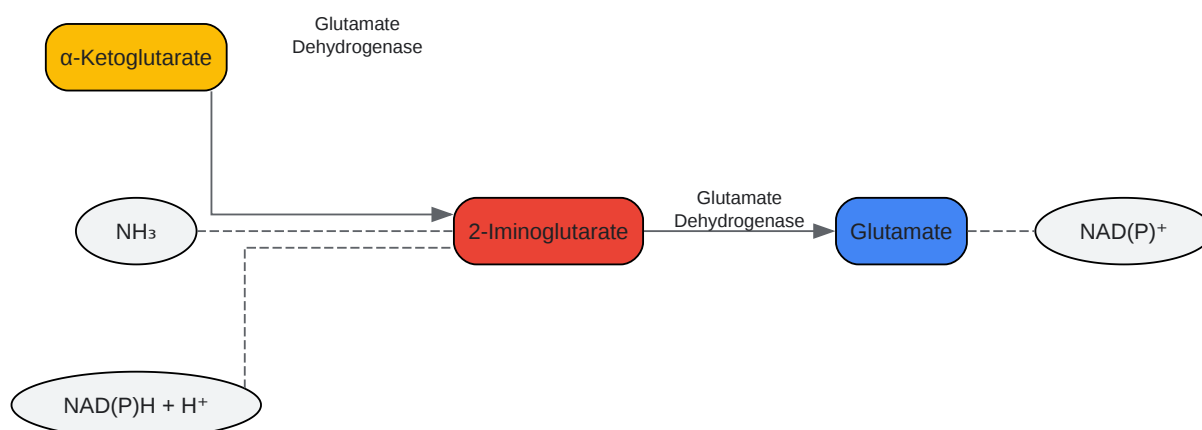 Glutamate
Dehydrogenase
α-Ketoglutarate
Glutamate
Dehydrogenase
NH₃
2-Iminoglutarate
Glutamate
NAD(P)⁺
NAD(P)H + H⁺